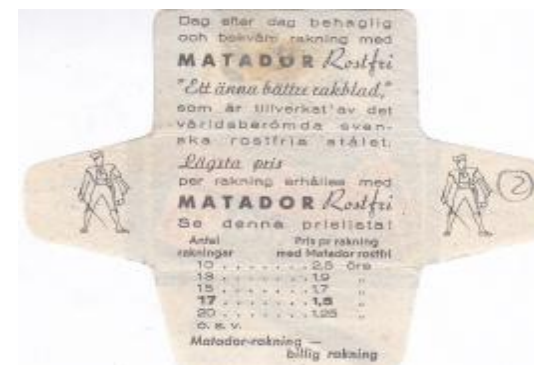 Dag efter dag behaglig
och bekväm rakning med
MATADOR Rostfri
"Ett ännu bättre rakblad,"
som är tillverkat av det
världsberömda sven-
ska rostfria stålet.
Lägsta pris
per rakning erhålles med
MATADOR Rostfri
Se denna prislista!
Antal Pris pr rakning
rakningar med Matador rostfri
10 . . . . . . . 2,5 öre
13 . . . . . . . 1,9 „
15 . . . . . . . 1,7 „
17 . . . . . . . 1,5 „
20 . . . . . . . 1,25 „
o. s. v.
Matador-rakning —
billig rakning
2